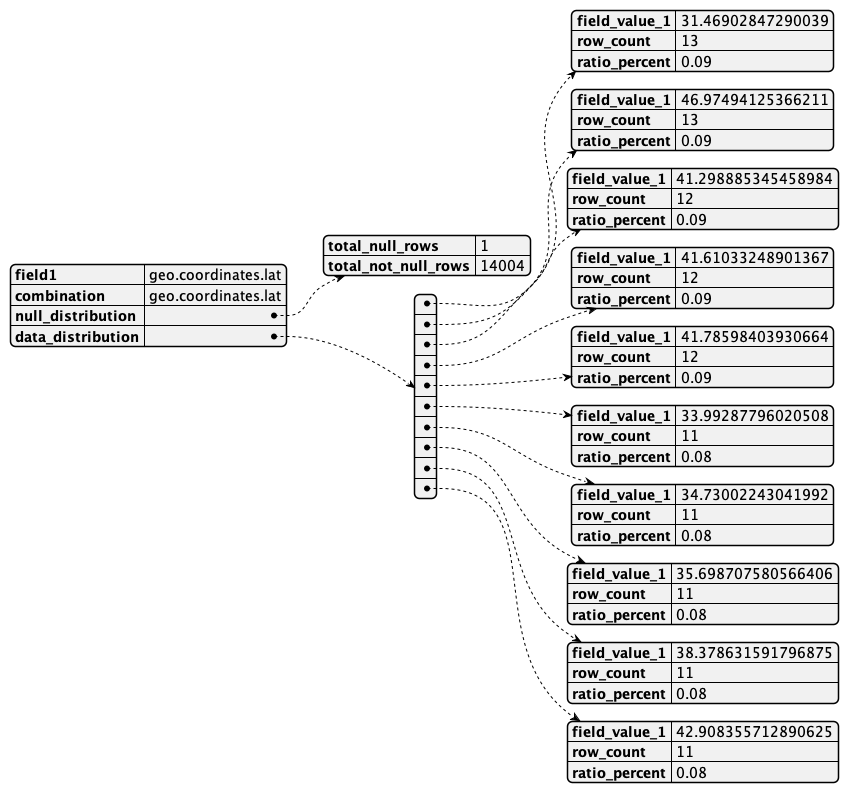 field1 geo.coordinates.lat
combination geo.coordinates.lat
null_distribution
data_distribution
total_null_rows 1
total_not_null_rows 14004
field_value_1 31.46902847290039
row_count 13
ratio_percent 0.09
field_value_1 46.97494125366211
row_count 13
ratio_percent 0.09
field_value_1 41.298885345458984
row_count 12
ratio_percent 0.09
field_value_1 41.61033248901367
row_count 12
ratio_percent 0.09
field_value_1 41.78598403930664
row_count 12
ratio_percent 0.09
field_value_1 33.99287796020508
row_count 11
ratio_percent 0.08
field_value_1 34.73002243041992
row_count 11
ratio_percent 0.08
field_value_1 35.698707580566406
row_count 11
ratio_percent 0.08
field_value_1 38.378631591796875
row_count 11
ratio_percent 0.08
field_value_1 42.908355712890625
row_count 11
ratio_percent 0.08